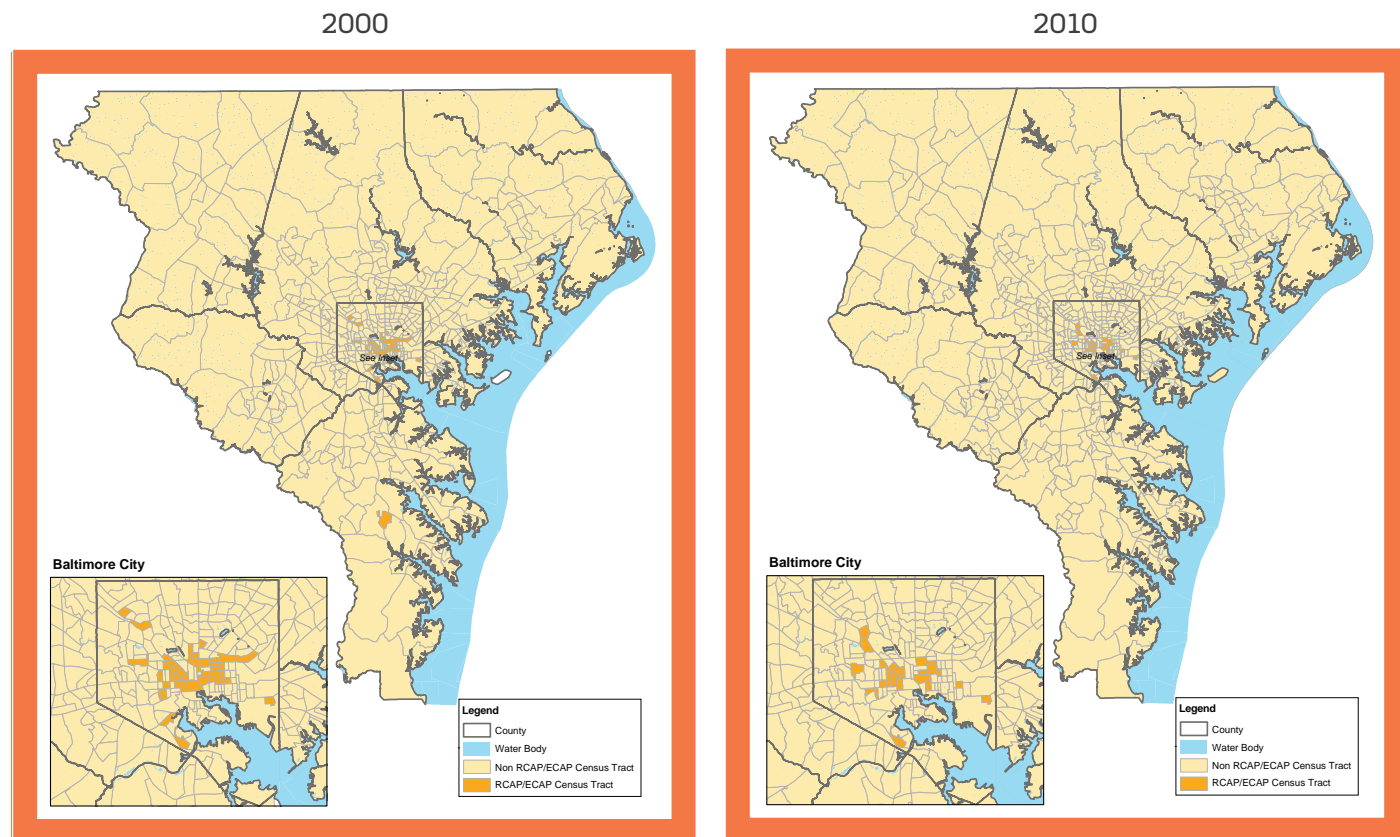 2000
See Inset
Baltimore City
Legend
County
Water Body
Non RCAP/ECAP Census Tract
RCAP/ECAP Census Tract
2010
See Inset
Baltimore City
Legend
County
Water Body
Non RCAP/ECAP Census Tract
RCAP/ECAP Census Tract